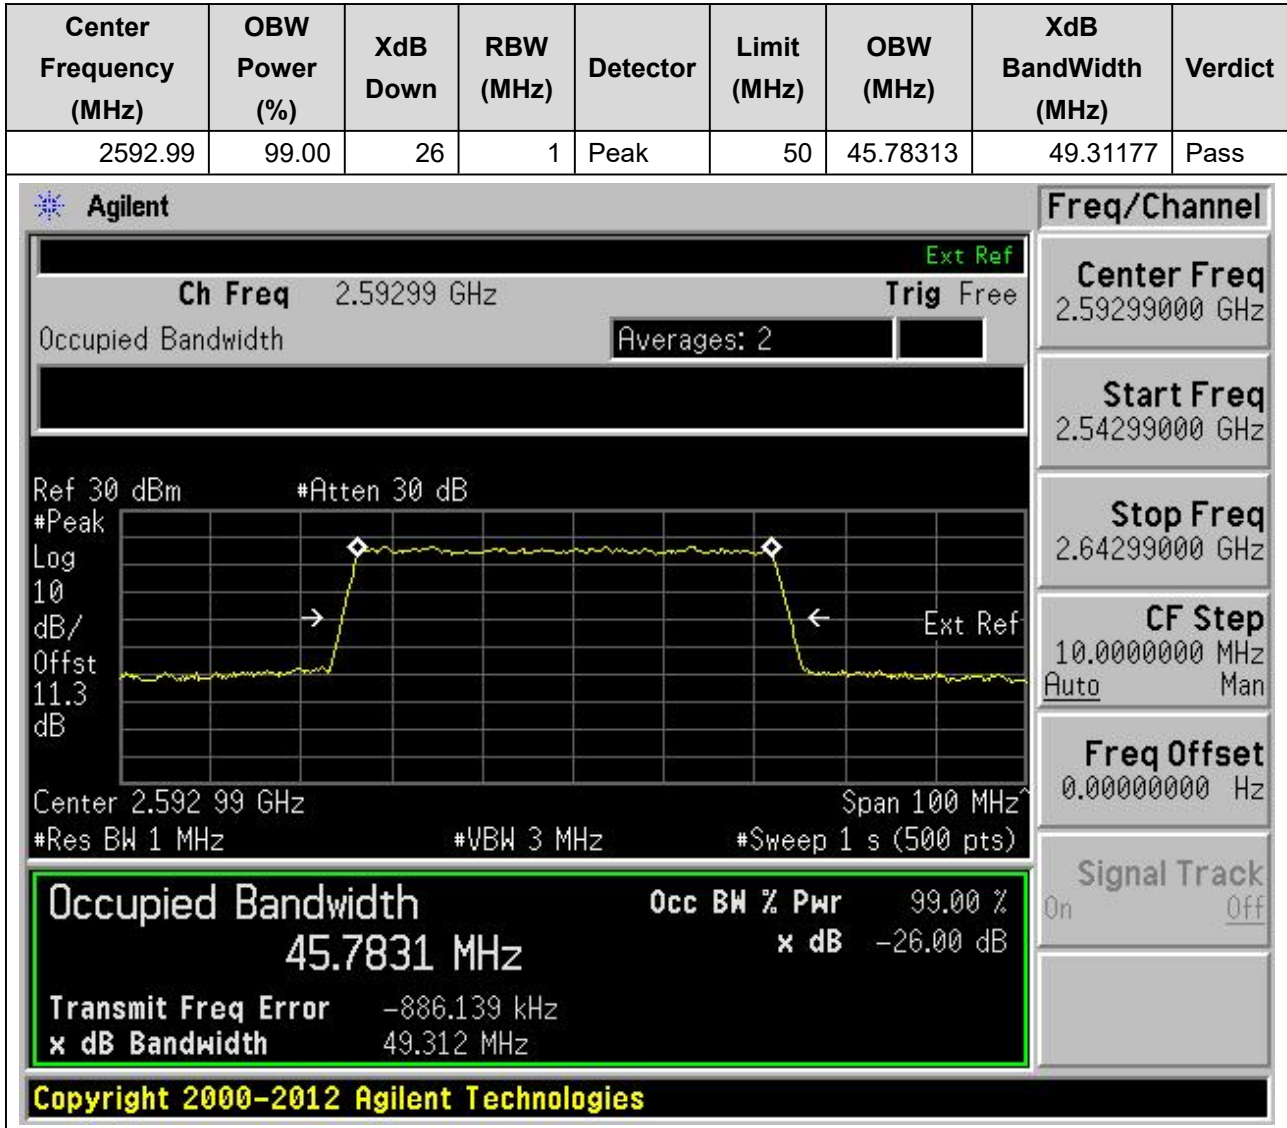 Center Frequency (MHz) OBW Power (%) XdB Down RBW (MHz) Detector Limit (MHz) OBW (MHz) XdB BandWidth (MHz) Verdict
2592.99 99.00 26 1 Peak 50 45.78313 49.31177 Pass
Agilent
Freq/Channel
Ext Ref
Ch Freq 2.59299 GHz Trig Free
Occupied Bandwidth Averages: 2
Center Freq
2.59299000 GHz
Start Freq
2.54299000 GHz
Stop Freq
2.64299000 GHz
CF Step
10.0000000 MHz
Auto Man
Freq Offset
0.00000000 Hz
Signal Track
On Off
Ref 30 dBm #Atten 30 dB
#Peak
Log
10
dB/
Offst
11.3
dB
Ext Ref
Center 2.592 99 GHz Span 100 MHz^
#Res BW 1 MHz #VBW 3 MHz #Sweep 1 s (500 pts)
Occupied Bandwidth Occ BW % Pwr 99.00 %
45.7831 MHz x dB -26.00 dB
Transmit Freq Error -886.139 kHz
x dB Bandwidth 49.312 MHz
Copyright 2000-2012 Agilent Technologies